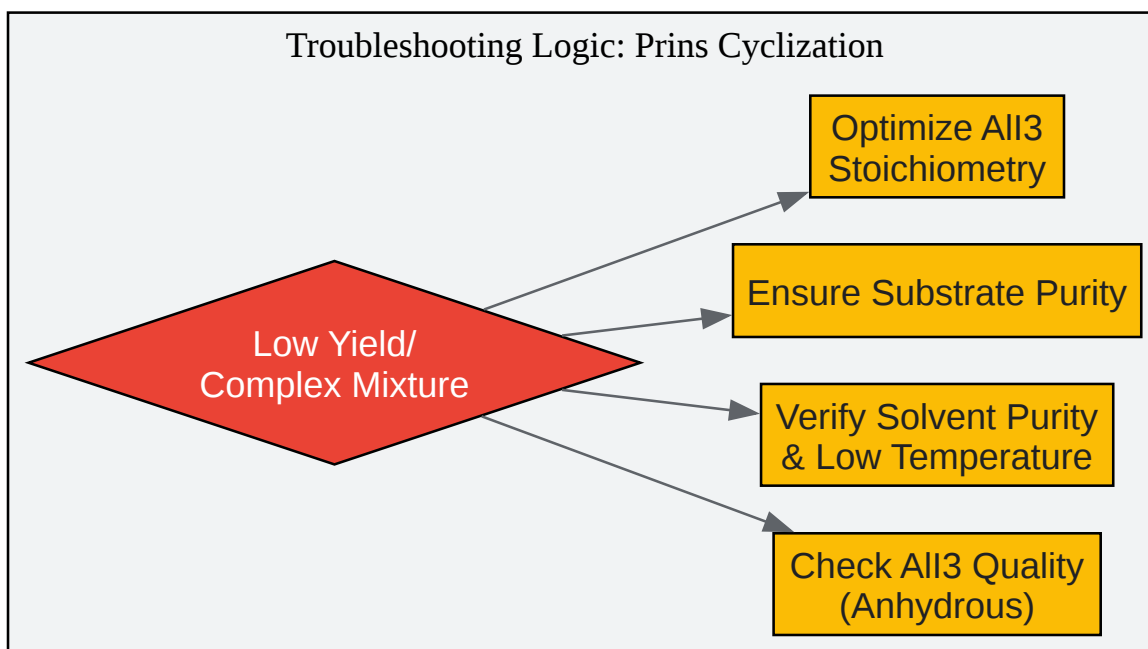 Troubleshooting Logic: Prins Cyclization
Optimize AlI3
Stoichiometry
Ensure Substrate Purity
Low Yield/
Complex Mixture
Verify Solvent Purity
& Low Temperature
Check AlI3 Quality
(Anhydrous)